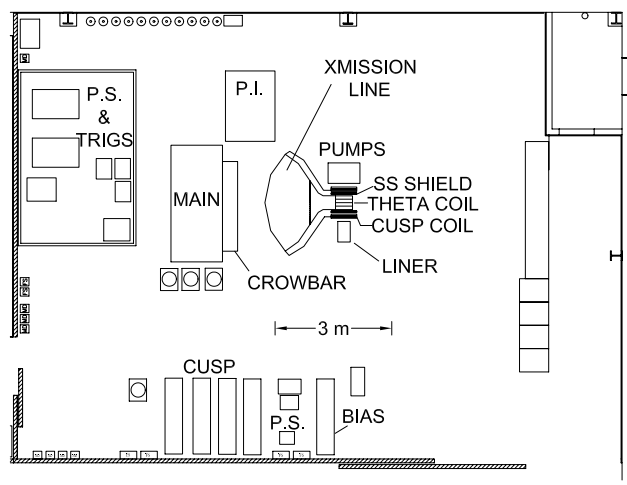 XMISSION
LINE
P.S.
&
TRIGS
P.I.
PUMPS
SS SHIELD
THETA COIL
CUSP COIL
MAIN
LINER
CROWBAR
3 m
CUSP
P.S.
BIAS